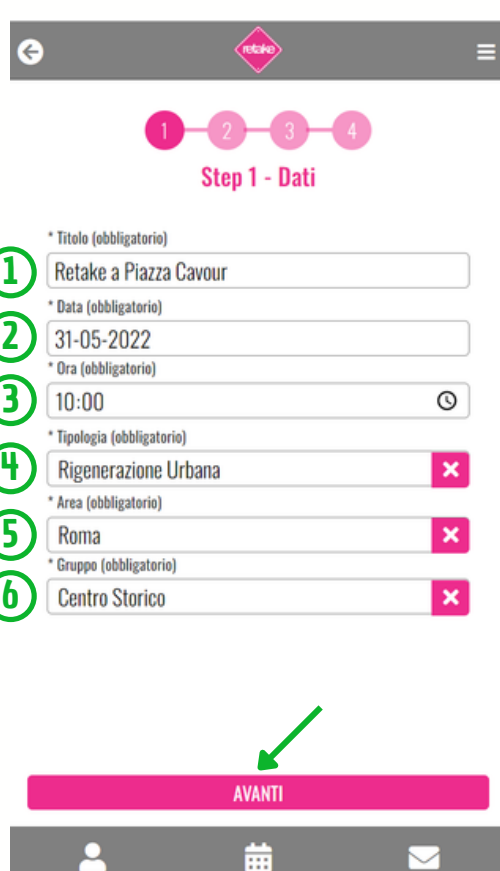 retake
1 2 3 4
Step 1 - Dati
* Titolo (obbligatorio)
1 Retake a Piazza Cavour
* Data (obbligatorio)
2 31-05-2022
* Ora (obbligatorio)
3 10:00
* Tipologia (obbligatorio)
4 Rigenerazione Urbana
* Area (obbligatorio)
5 Roma
* Gruppo (obbligatorio)
6 Centro Storico
AVANTI